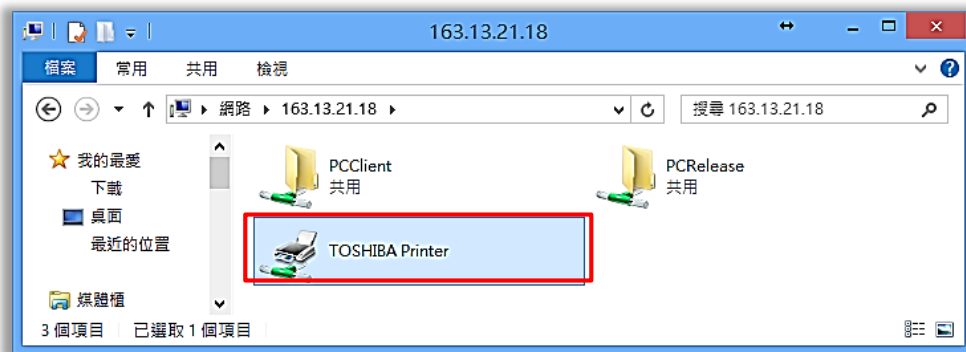 163.13.21.18
檔案 常用 共用 檢視
網路 163.13.21.18 搜尋 163.13.21.18
我的最愛
下載
桌面
最近的位置
媒體櫃
PCClient
共用
PCRelease
共用
TOSHIBA Printer
3 個項目 已選取 1 個項目